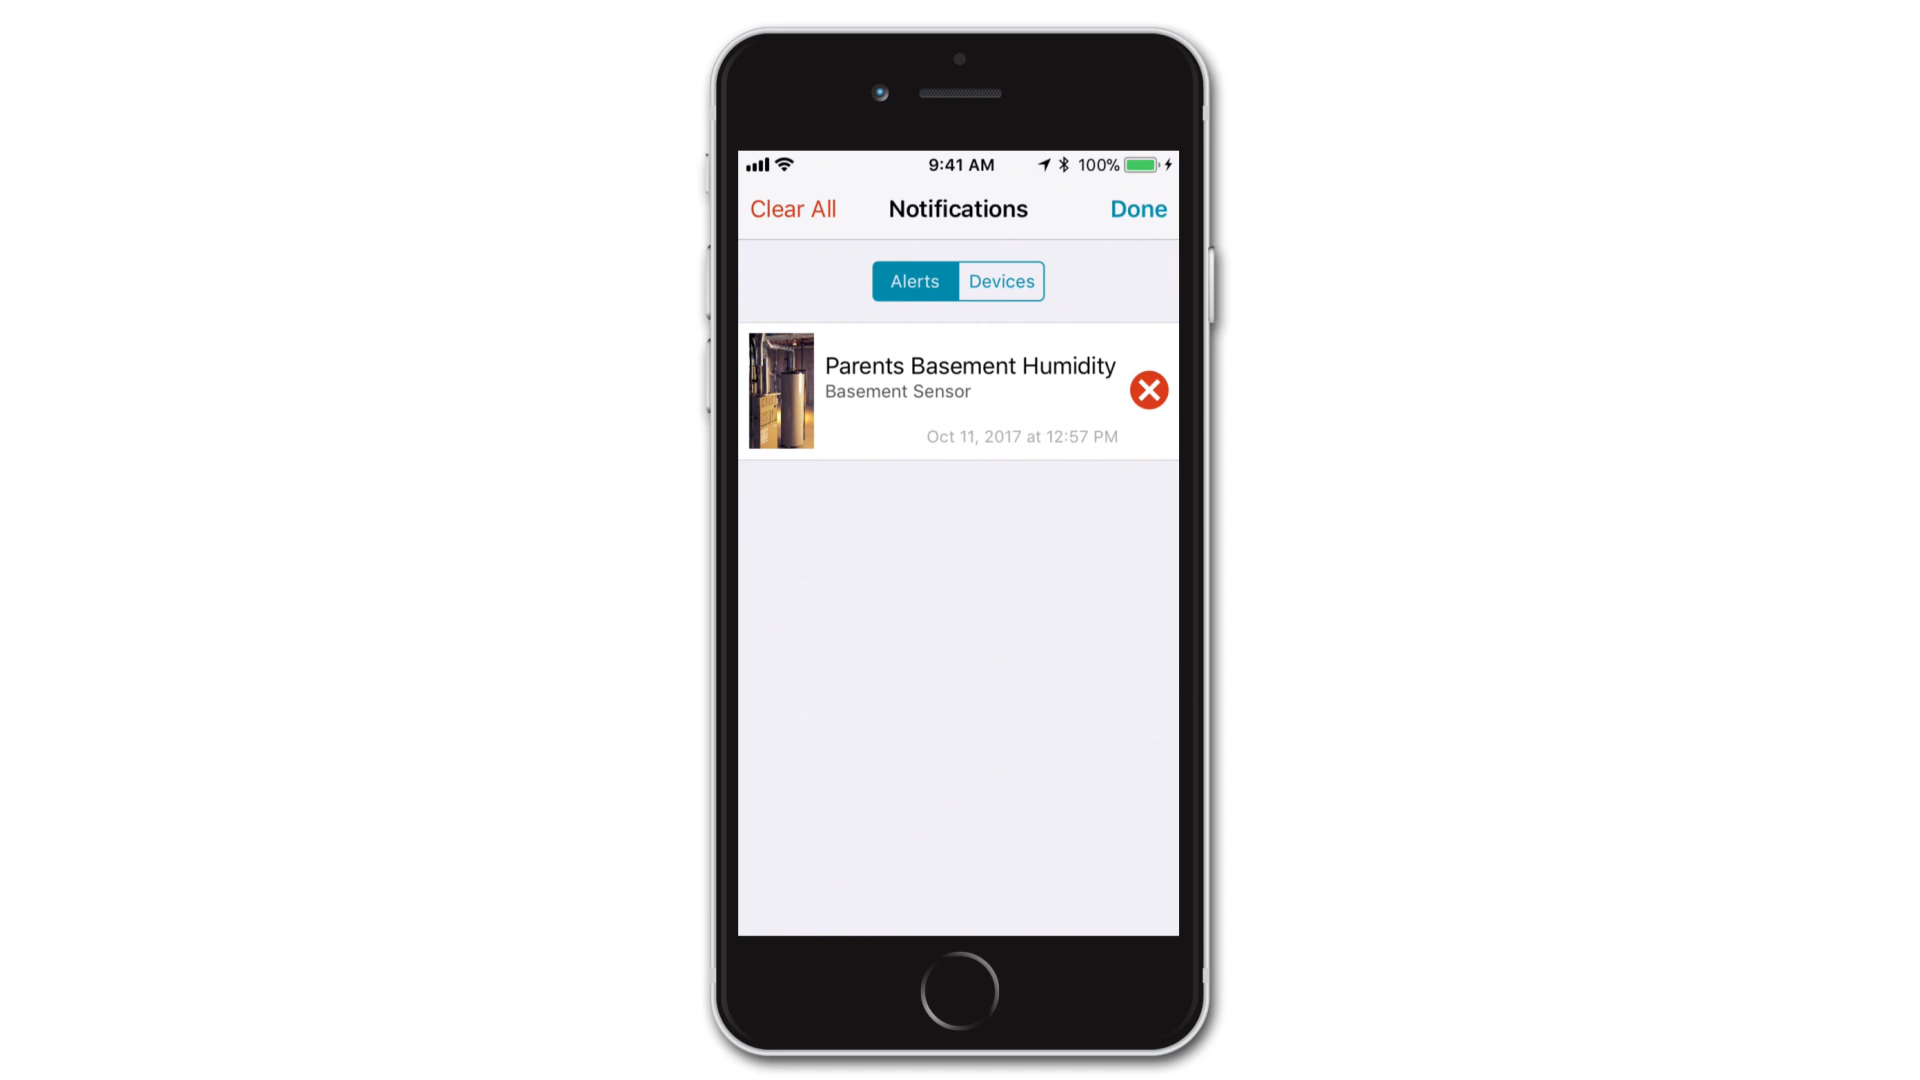 9:41 AM 100%
Clear All Notifications Done
Alerts Devices
Parents Basement Humidity
Basement Sensor
Oct 11, 2017 at 12:57 PM